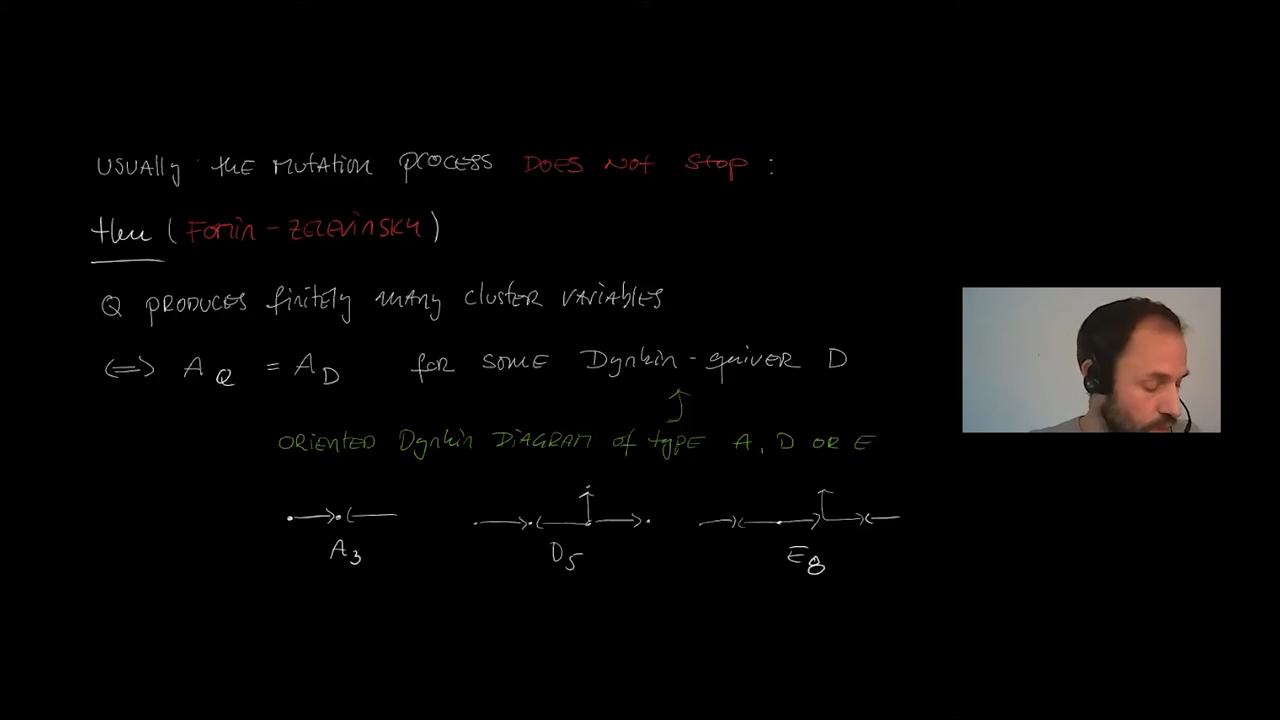 USUALLY the MUTATION PROCESS DOES NOT STOP :
thm (FOMIN - ZELEVINSKY)
Q PRODUCES finitely MANY CLUSTER VARIABLES
⟺ A_Q = A_D for SOME Dynkin-quiver D
ORIENTED Dynkin DIAGRAM of type A, D OR E
A_3 D_5 E_8